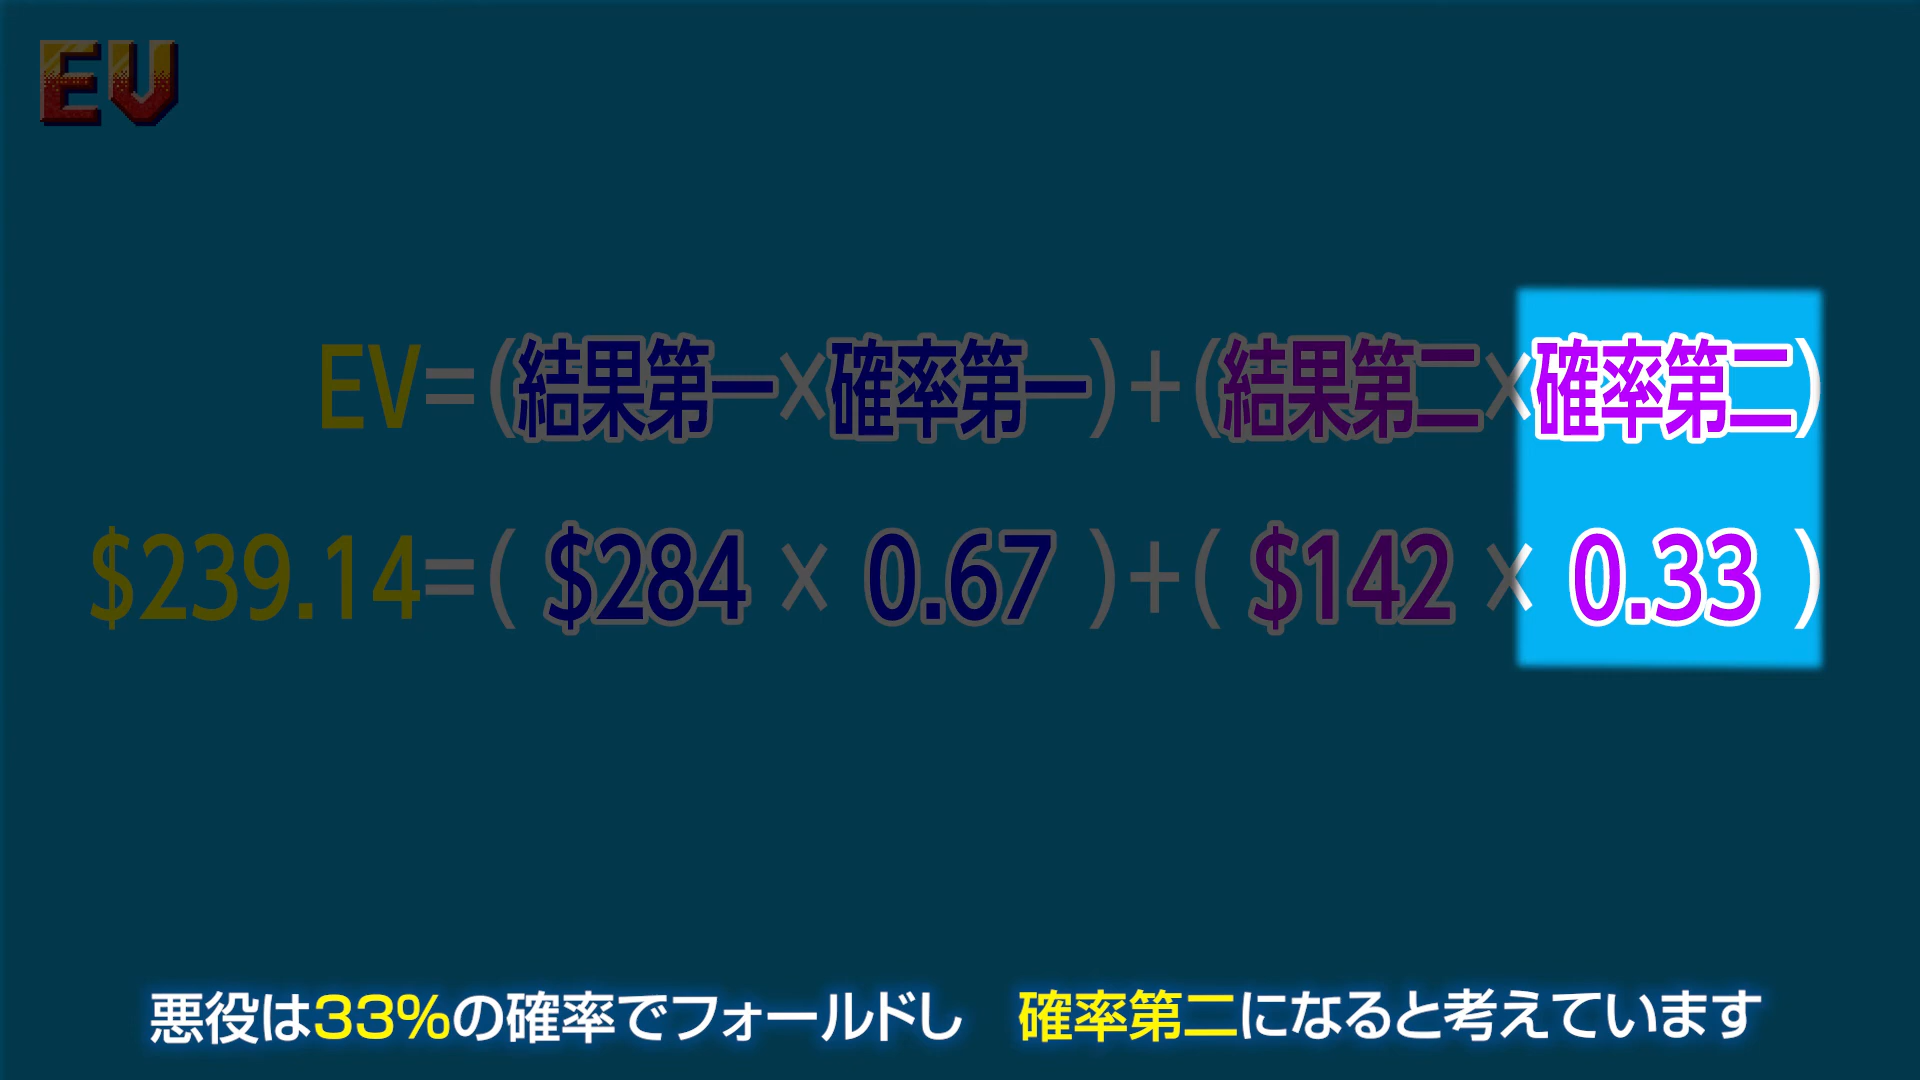 EV
EV=(結果第一×確率第一)+(結果第二×確率第二)
$239.14=( $284 × 0.67 )+( $142 × 0.33 )
悪役は33%の確率でフォールドし 確率第二になると考えています